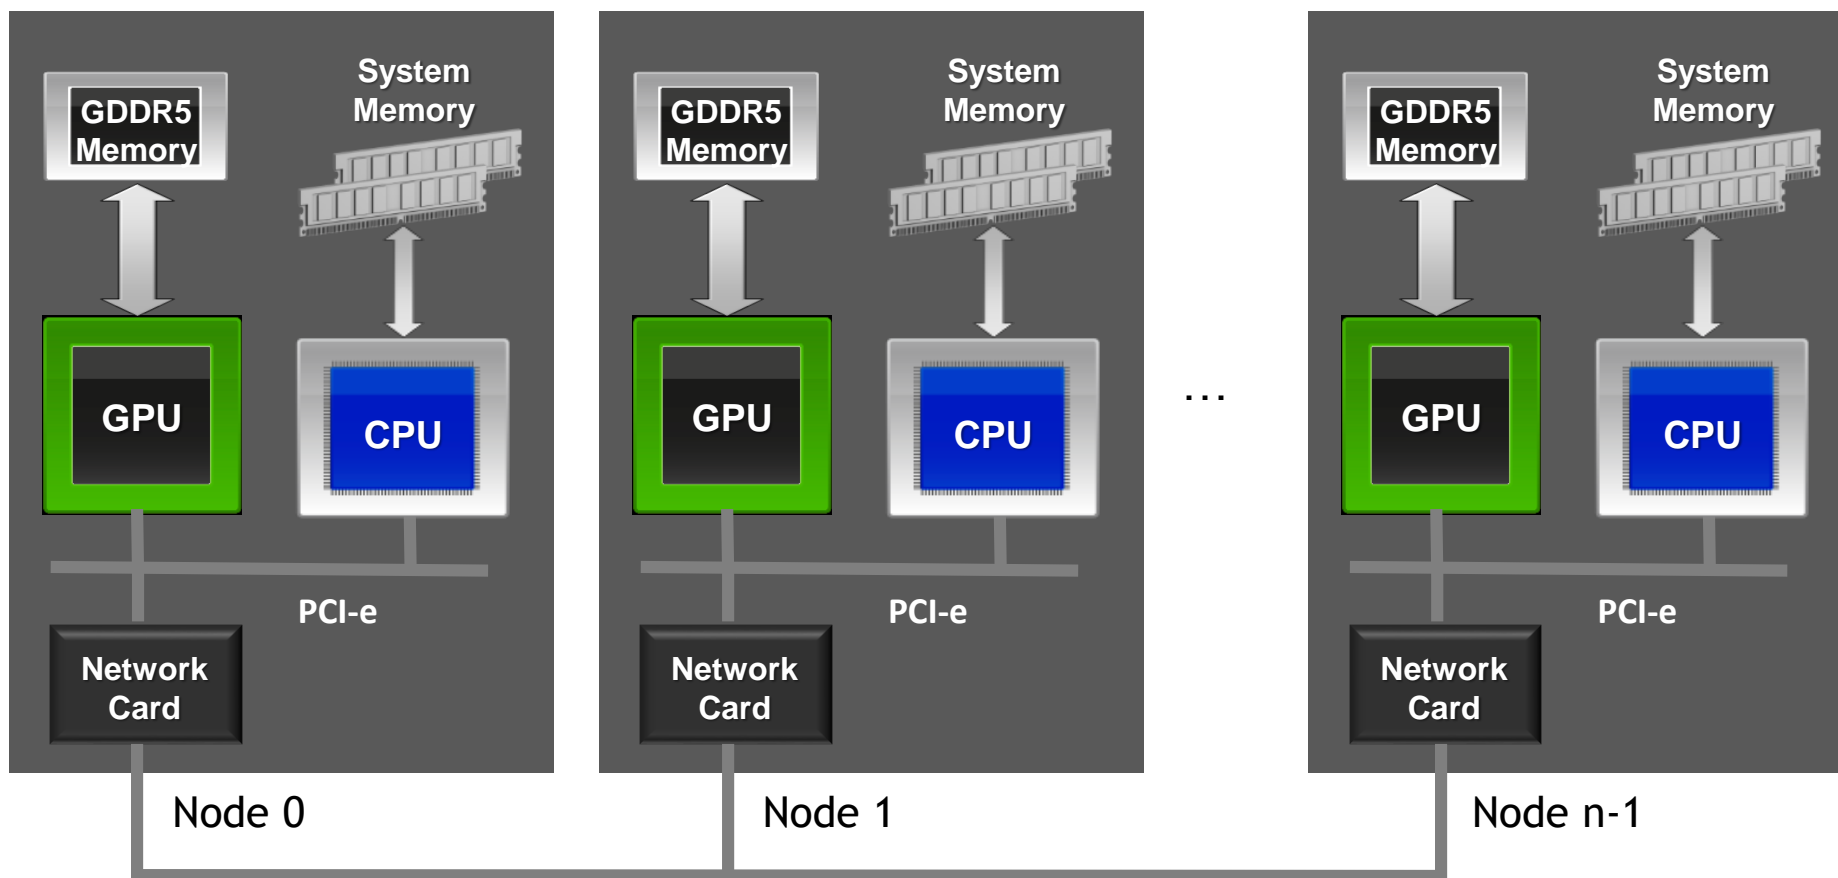 GDDR5
Memory
System
Memory
GPU
CPU
PCI-e
Network
Card
Node 0
GDDR5
Memory
System
Memory
GPU
CPU
PCI-e
Network
Card
Node 1
...
GDDR5
Memory
System
Memory
GPU
CPU
PCI-e
Network
Card
Node n-1